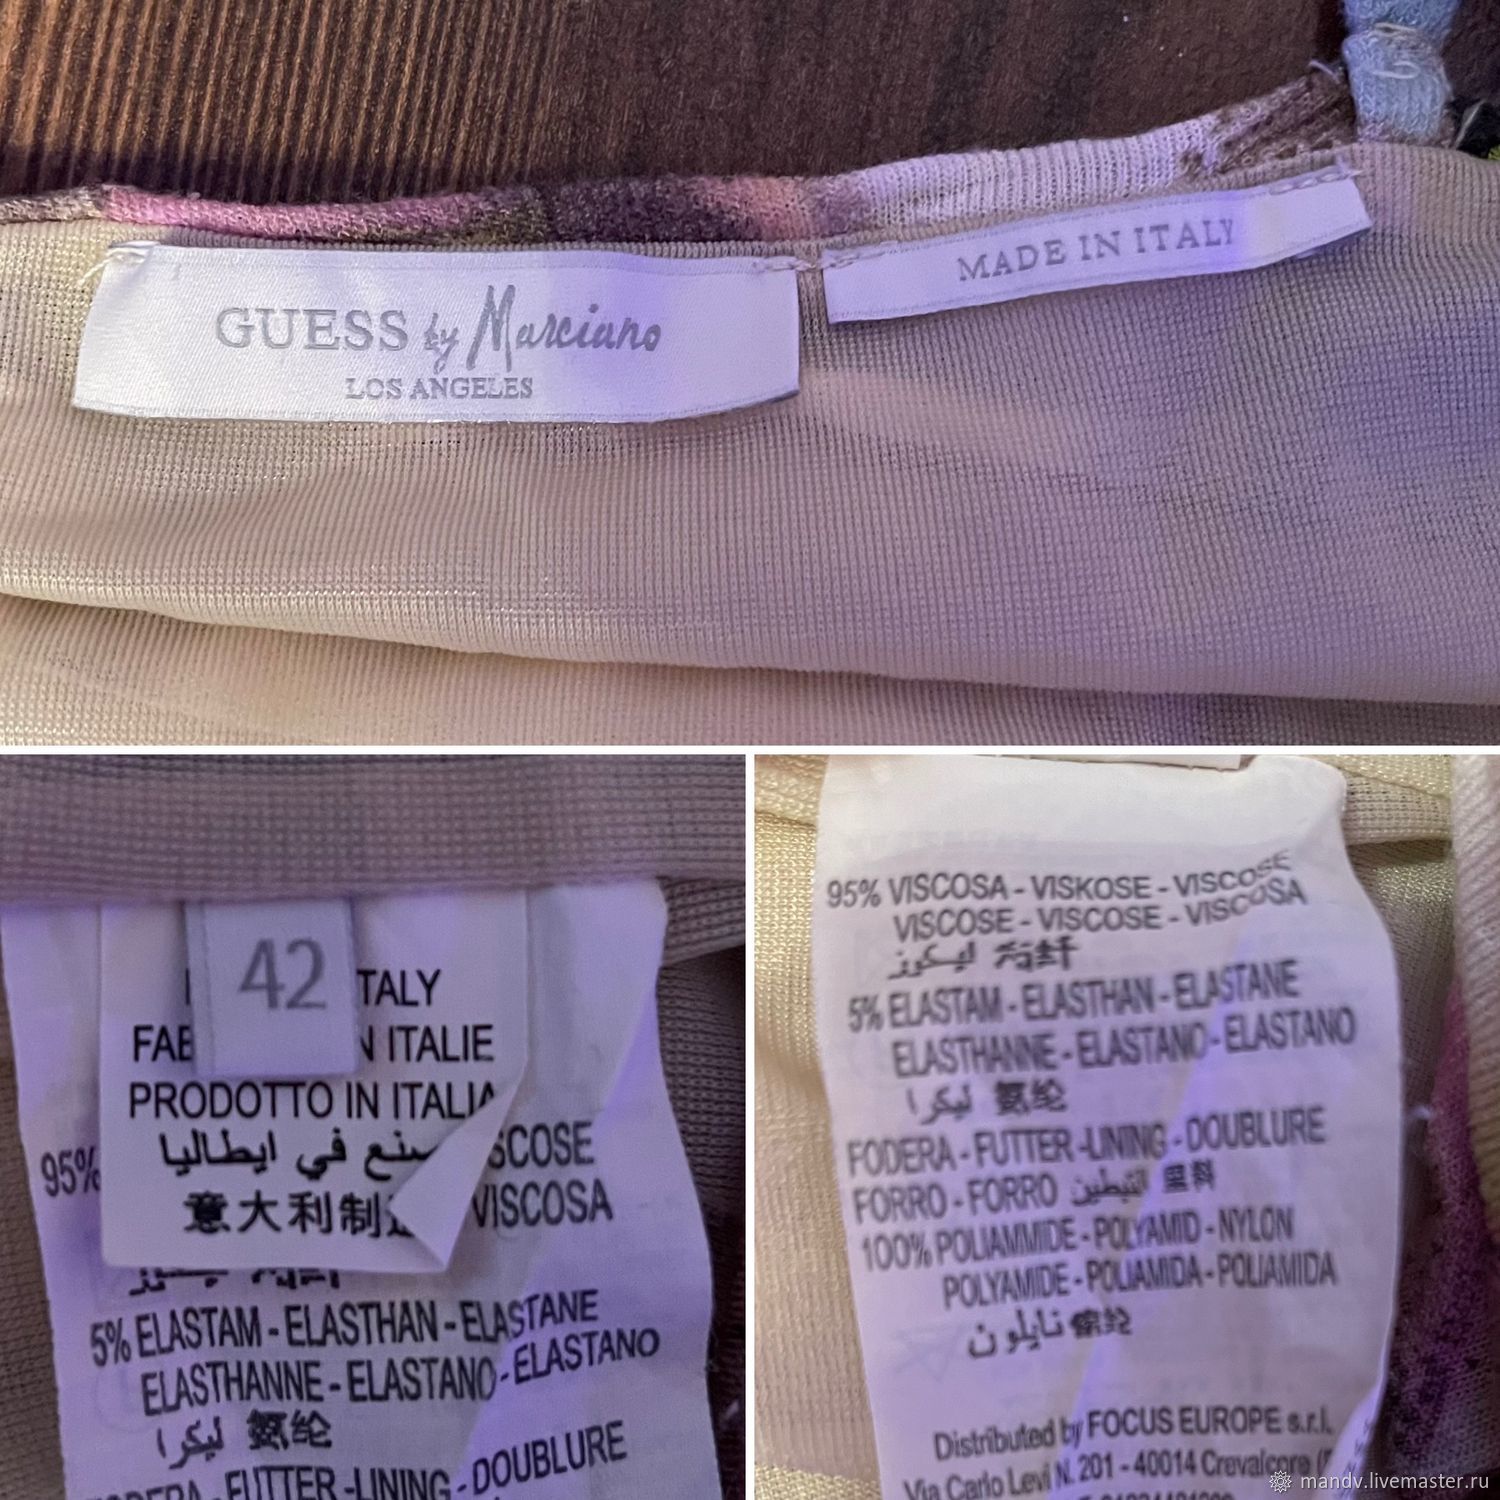 GUESS by Marciano
LOS ANGELES
MADE IN ITALY
42
TALY
FAB N ITALIE
PRODOTTO IN ITALIA
صنع في ايطاليا
意大利制造
95% SCOSE
VISCOSA
5% ELASTAM - ELASTHAN - ELASTANE
ELASTHANNE - ELASTANO - ELASTANO
ليكرا 氨纶
FUTTER -LINING - DOUBLURE
95% VISCOSA - VISKOSE - VISCOSE
VISCOSE - VISCOSE - VISCOSA
5% ELASTAM - ELASTHAN - ELASTANE
ELASTHANNE - ELASTANO - ELASTANO
ليكرا 氨纶
FODERA - FUTTER -LINING - DOUBLURE
FORRO - FORRO التبطين 里料
100% POLIAMMIDE - POLYAMID - NYLON
POLYAMIDE - POLIAMIDA - POLIAMIDA
نايلون 锦纶
Distributed by FOCUS EUROPE s.r.l.
Via Carlo Levi N. 201 - 40014 Crevalcore
mandv.livemaster.ru